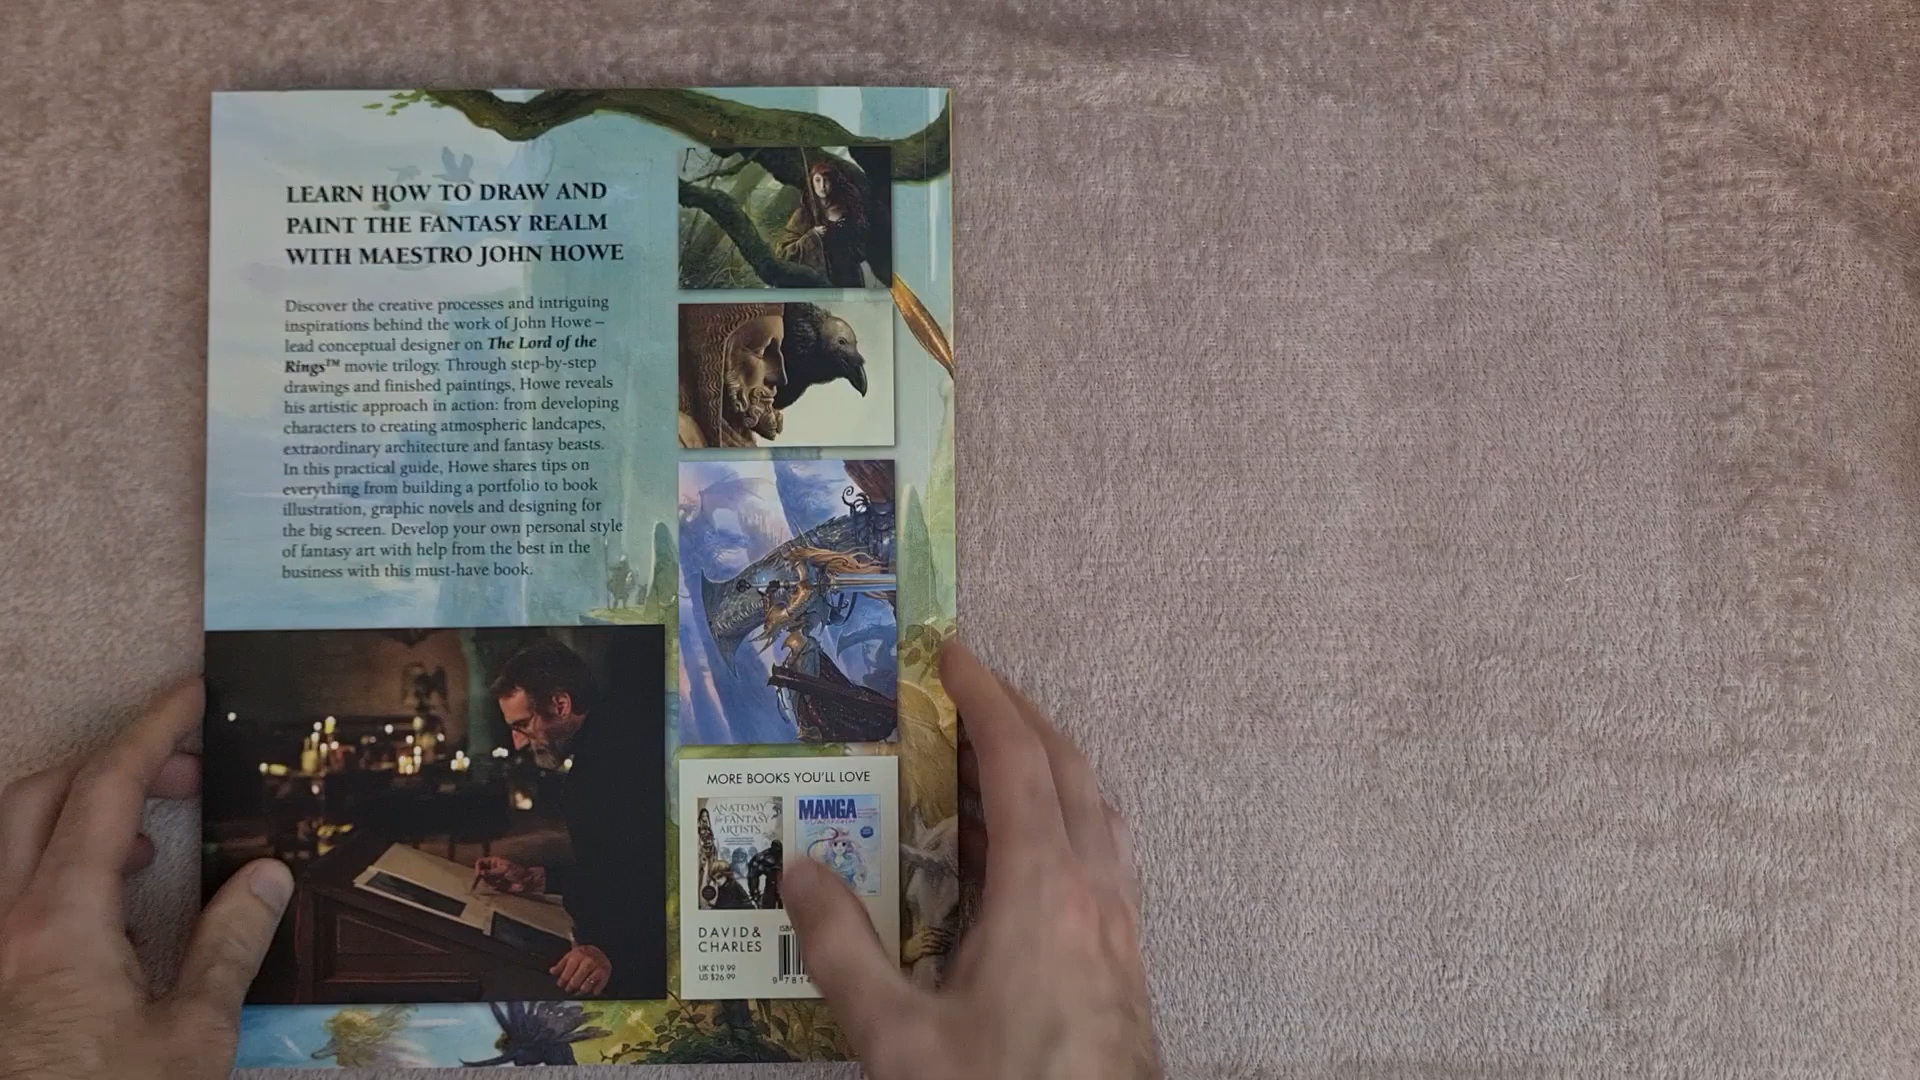 LEARN HOW TO DRAW AND
PAINT THE FANTASY REALM
WITH MAESTRO JOHN HOWE
Discover the creative processes and intriguing
inspirations behind the work of John Howe –
lead conceptual designer on The Lord of the
Rings™ movie trilogy. Through step-by-step
drawings and finished paintings, Howe reveals
his artistic approach in action: from developing
characters to creating atmospheric landcapes,
extraordinary architecture and fantasy beasts.
In this practical guide, Howe shares tips on
everything from building a portfolio to book
illustration, graphic novels and designing for
the big screen. Develop your own personal style
of fantasy art with help from the best in the
business with this must-have book.
MORE BOOKS YOU'LL LOVE
ANATOMY
for FANTASY
ARTISTS
MANGA
DAVID &
CHARLES
UK £19.99
US $26.99
ISBN
9 781